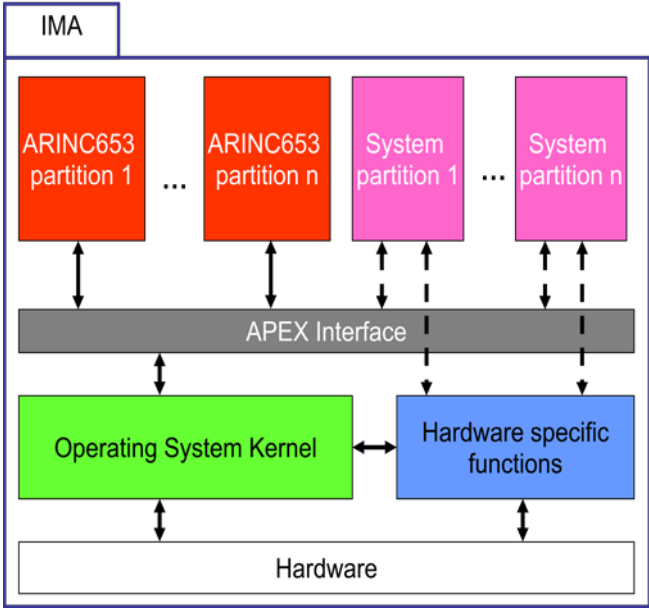 IMA
ARINC653
partition 1
...
ARINC653
partition n
System
partition 1
...
System
partition n
APEX Interface
Operating System Kernel
Hardware specific
functions
Hardware